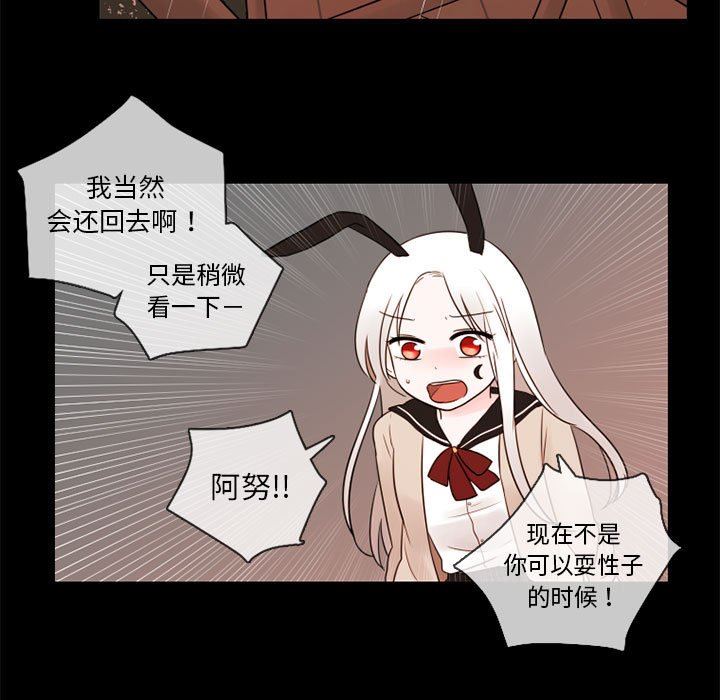 我当然
会还回去啊！
只是稍微
看一下—
阿努!!
现在不是
你可以耍性子
的时候！